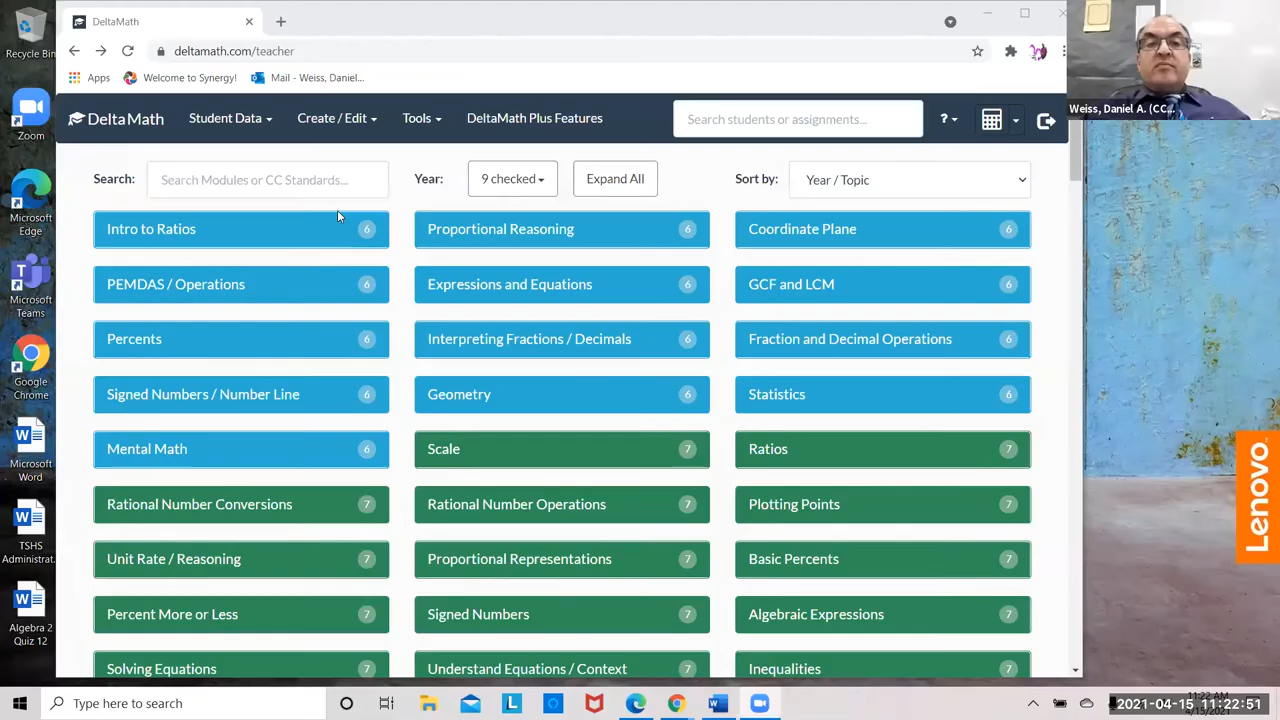 Recycle Bin
Zoom
Microsoft
Edge
Microsoft
Teams
Google
Chrome
Microsoft
Word
TSHS
Administrat...
Algebra 2
Quiz 12
DeltaMath
deltamath.com/teacher
Apps
Welcome to Synergy!
Mail - Weiss, Daniel...
Weiss, Daniel A. (CC...
DeltaMath
Student Data
Create / Edit
Tools
DeltaMath Plus Features
Search students or assignments...
?
Search:
Search Modules or CC Standards...
Year:
9 checked
Expand All
Sort by:
Year / Topic
Intro to Ratios 6
Proportional Reasoning 6
Coordinate Plane 6
PEMDAS / Operations 6
Expressions and Equations 6
GCF and LCM 6
Percents 6
Interpreting Fractions / Decimals 6
Fraction and Decimal Operations 6
Signed Numbers / Number Line 6
Geometry 6
Statistics 6
Mental Math 6
Scale 7
Ratios 7
Rational Number Conversions 7
Rational Number Operations 7
Plotting Points 7
Unit Rate / Reasoning 7
Proportional Representations 7
Basic Percents 7
Percent More or Less 7
Signed Numbers 7
Algebraic Expressions 7
Solving Equations 7
Understand Equations / Context 7
Inequalities 7
Lenovo
Type here to search
11:22 AM
4/15/2021
2021-04-15 11:22:51